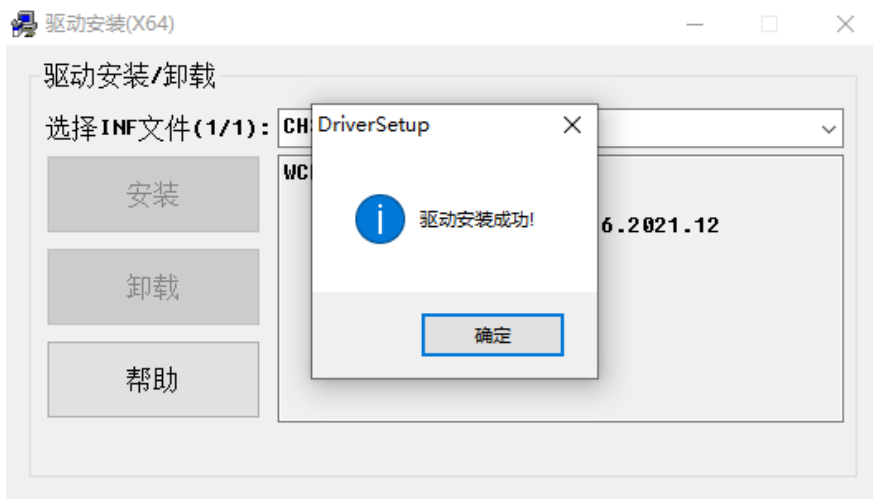 驱动安装(X64)
驱动安装/卸载
选择INF文件(1/1):
CH
DriverSetup
安装
WC
驱动安装成功!
6.2021.12
卸载
确定
帮助